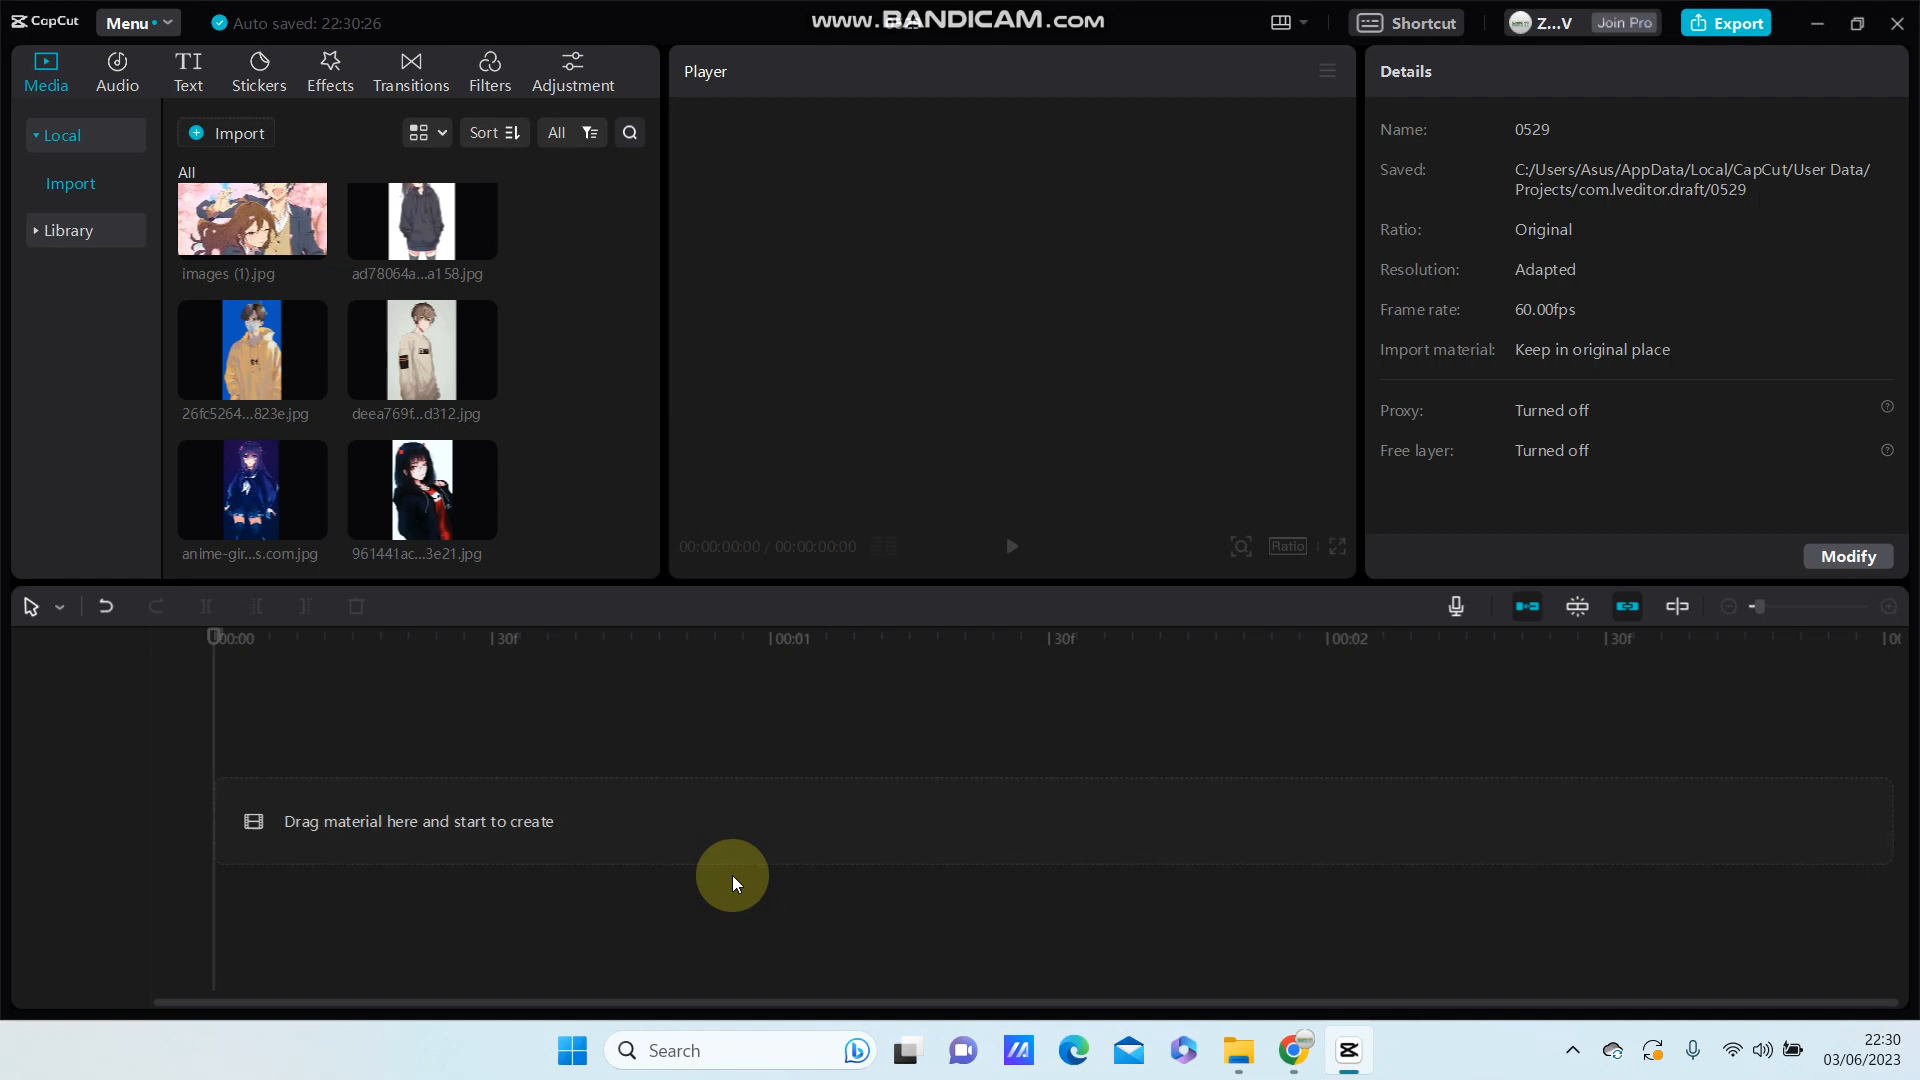 CapCut
Menu
Auto saved: 22:30:26
www.BANDICAM.com
Shortcut
Z...V
Join Pro
Export
Media
Audio
Text
Stickers
Effects
Transitions
Filters
Adjustment
Player
Details
Local
Import
Library
Import
Sort
All
All
images (1).jpg
ad78064a...a158.jpg
26fc5264...823e.jpg
deea769f...d312.jpg
anime-gir...s.com.jpg
961441ac...3e21.jpg
00:00:00:00 / 00:00:00:00
Ratio
Name: 0529
Saved: C:/Users/Asus/AppData/Local/CapCut/User Data/
Projects/com.lveditor.draft/0529
Ratio: Original
Resolution: Adapted
Frame rate: 60.00fps
Import material: Keep in original place
Proxy: Turned off
Free layer: Turned off
Modify
00:00
30f
00:01
30f
00:02
30f
Drag material here and start to create
Search
22:30
03/06/2023